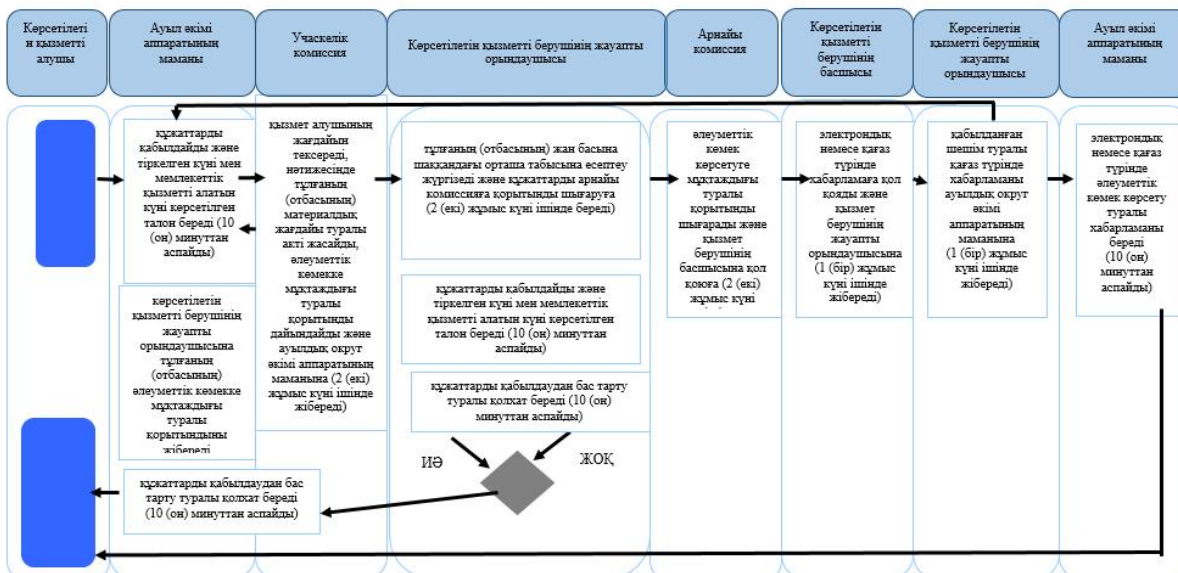 Көрсетілеті
н қызметті
алушы
Ауыл әкімі
аппаратының
маманы
Учаскелік
комиссия
Көрсетілетін қызметті берушінің жауапты
орындаушысы
Арнайы
комиссия
Көрсетілетін
қызметті
берушінің
басшысы
Көрсетілетін
қызметті берушінің
жауапты
орындаушысы
Ауыл әкімі
аппаратының
маманы
құжаттарды
қабылдайды және
тіркелген күні мен
мемлекеттік
қызметті алатын
күні көрсетілген
талон береді (10
(он) минуттан
аспайды)
көрсетілетін
қызметті берушінің
жауапты
орындаушысына
тұлғаның
(отбасының)
әлеуметтік көмекке
мұқтаждығы
туралы
қорытындыны
жібереді
қызмет алушының
жағдайын
тексереді,
нәтижесінде
тұлғаның
(отбасының)
материалдық
жағдайы туралы
акті жасайды,
әлеуметтік
көмекке
мұқтаждығы
туралы
қорытынды
дайындайды және
ауылдық округ
әкімі аппаратының
маманына (2 (екі)
жұмыс күні ішінде
жібереді)
тұлғаның (отбасының) жан басына
шаққандағы орташа табысына есептеу
жүргізеді және құжаттарды арнайы
комиссияға қорытынды шығаруға
(2 (екі) жұмыс күні ішінде береді)
құжаттарды қабылдайды және
тіркелген күні мен мемлекеттік
қызметті алатын күні көрсетілген
талон береді (10 (он) минуттан
аспайды)
құжаттарды қабылдаудан бас тарту
туралы қолхат береді (10 (он)
минуттан аспайды)
ИӘ
ЖОҚ
әлеуметтік
көмек
көрсетуге
мұқтаждығы
туралы
қорытынды
шығарады және
қызмет
берушінің
басшысына қол
қоюға (2 (екі)
жұмыс күні
электрондық
немесе қағаз
түрінде
хабарламаға қол
қояды және
қызмет
берушінің
жауапты
орындаушысына
(1 (бір) жұмыс
күні ішінде
жібереді)
қабылданған
шешім туралы
қағаз түрінде
хабарламаны
ауылдық округ
әкімі
аппаратының
маманына
(1 (бір) жұмыс
күні ішінде
жібереді)
электрондық
немесе қағаз
түрінде
әлеуметтік
көмек көрсету
туралы
хабарламаны
береді
(10 (он)
минуттан
аспайды)
құжаттарды қабылдаудан бас
тарту туралы қолхат береді
(10 (он) минуттан аспайды)